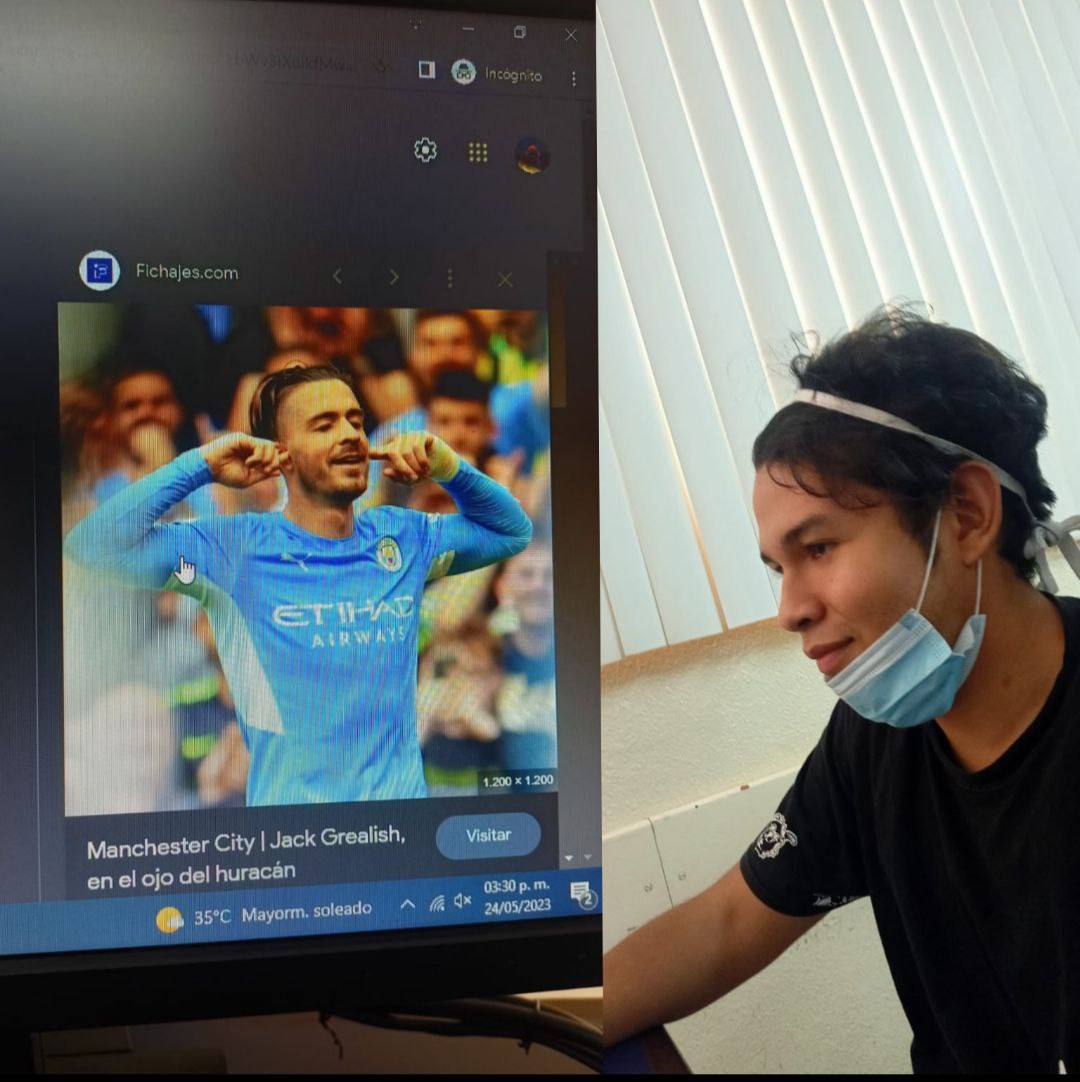 Incógnito
Fichajes.com
ETIHAD
AIRWAYS
1.200 × 1.200
Manchester City | Jack Grealish,
en el ojo del huracán
Visitar
35°C Mayorm. soleado
03:30 p. m.
24/05/2023
2